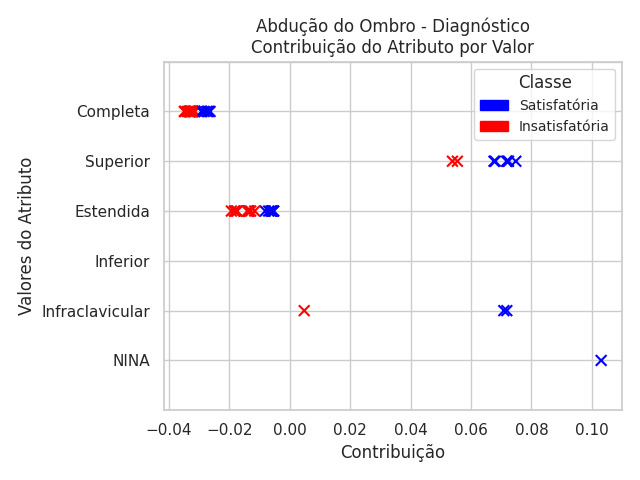 Abdução do Ombro - Diagnóstico
Contribuição do Atributo por Valor
Classe
Satisfatória
Insatisfatória
Valores do Atributo
Completa
Superior
Estendida
Inferior
Infraclavicular
NINA
−0.04 −0.02 0.00 0.02 0.04 0.06 0.08 0.10
Contribuição